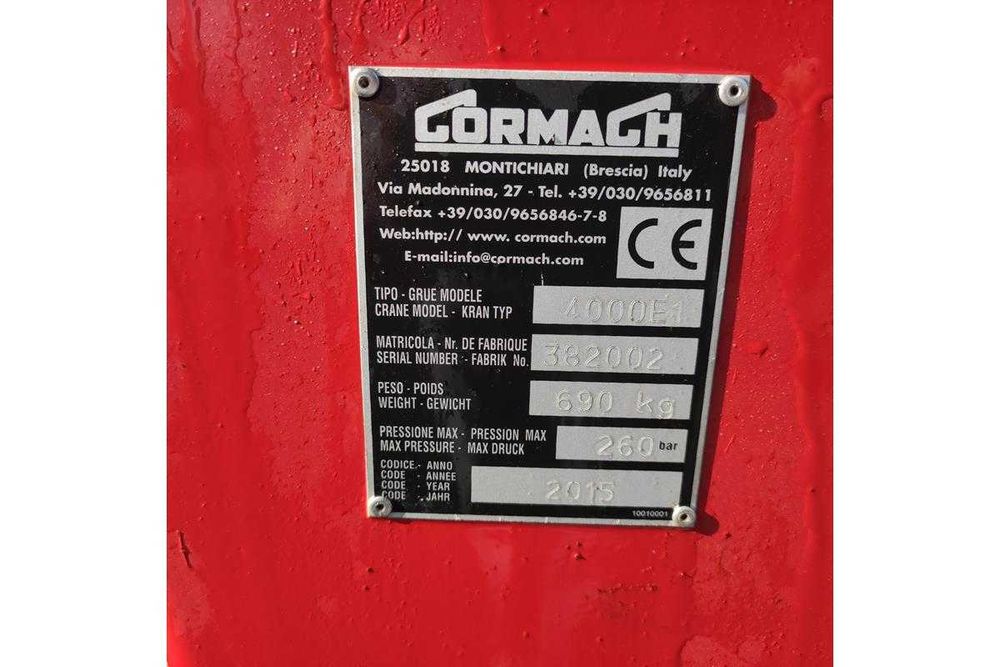 CORMACH
25018 MONTICHIARI (Brescia) Italy
Via Madonnina, 27 - Tel. +39/030/9656811
Telefax +39/030/9656846-7-8
Web:http:// www. cormach.com
E-mail:info@cormach.com
CE
TIPO - GRUE MODELE
CRANE MODEL - KRAN TYP
4000E1
MATRICOLA - Nr. DE FABRIQUE
SERIAL NUMBER - FABRIK No.
382002
PESO - POIDS
WEIGHT - GEWICHT
690 kg
PRESSIONE MAX - PRESSION MAX
MAX PRESSURE - MAX DRUCK
260 bar
CODICE - ANNO
CODE - ANNEE
CODE - YEAR
CODE - JAHR
2015
10010001